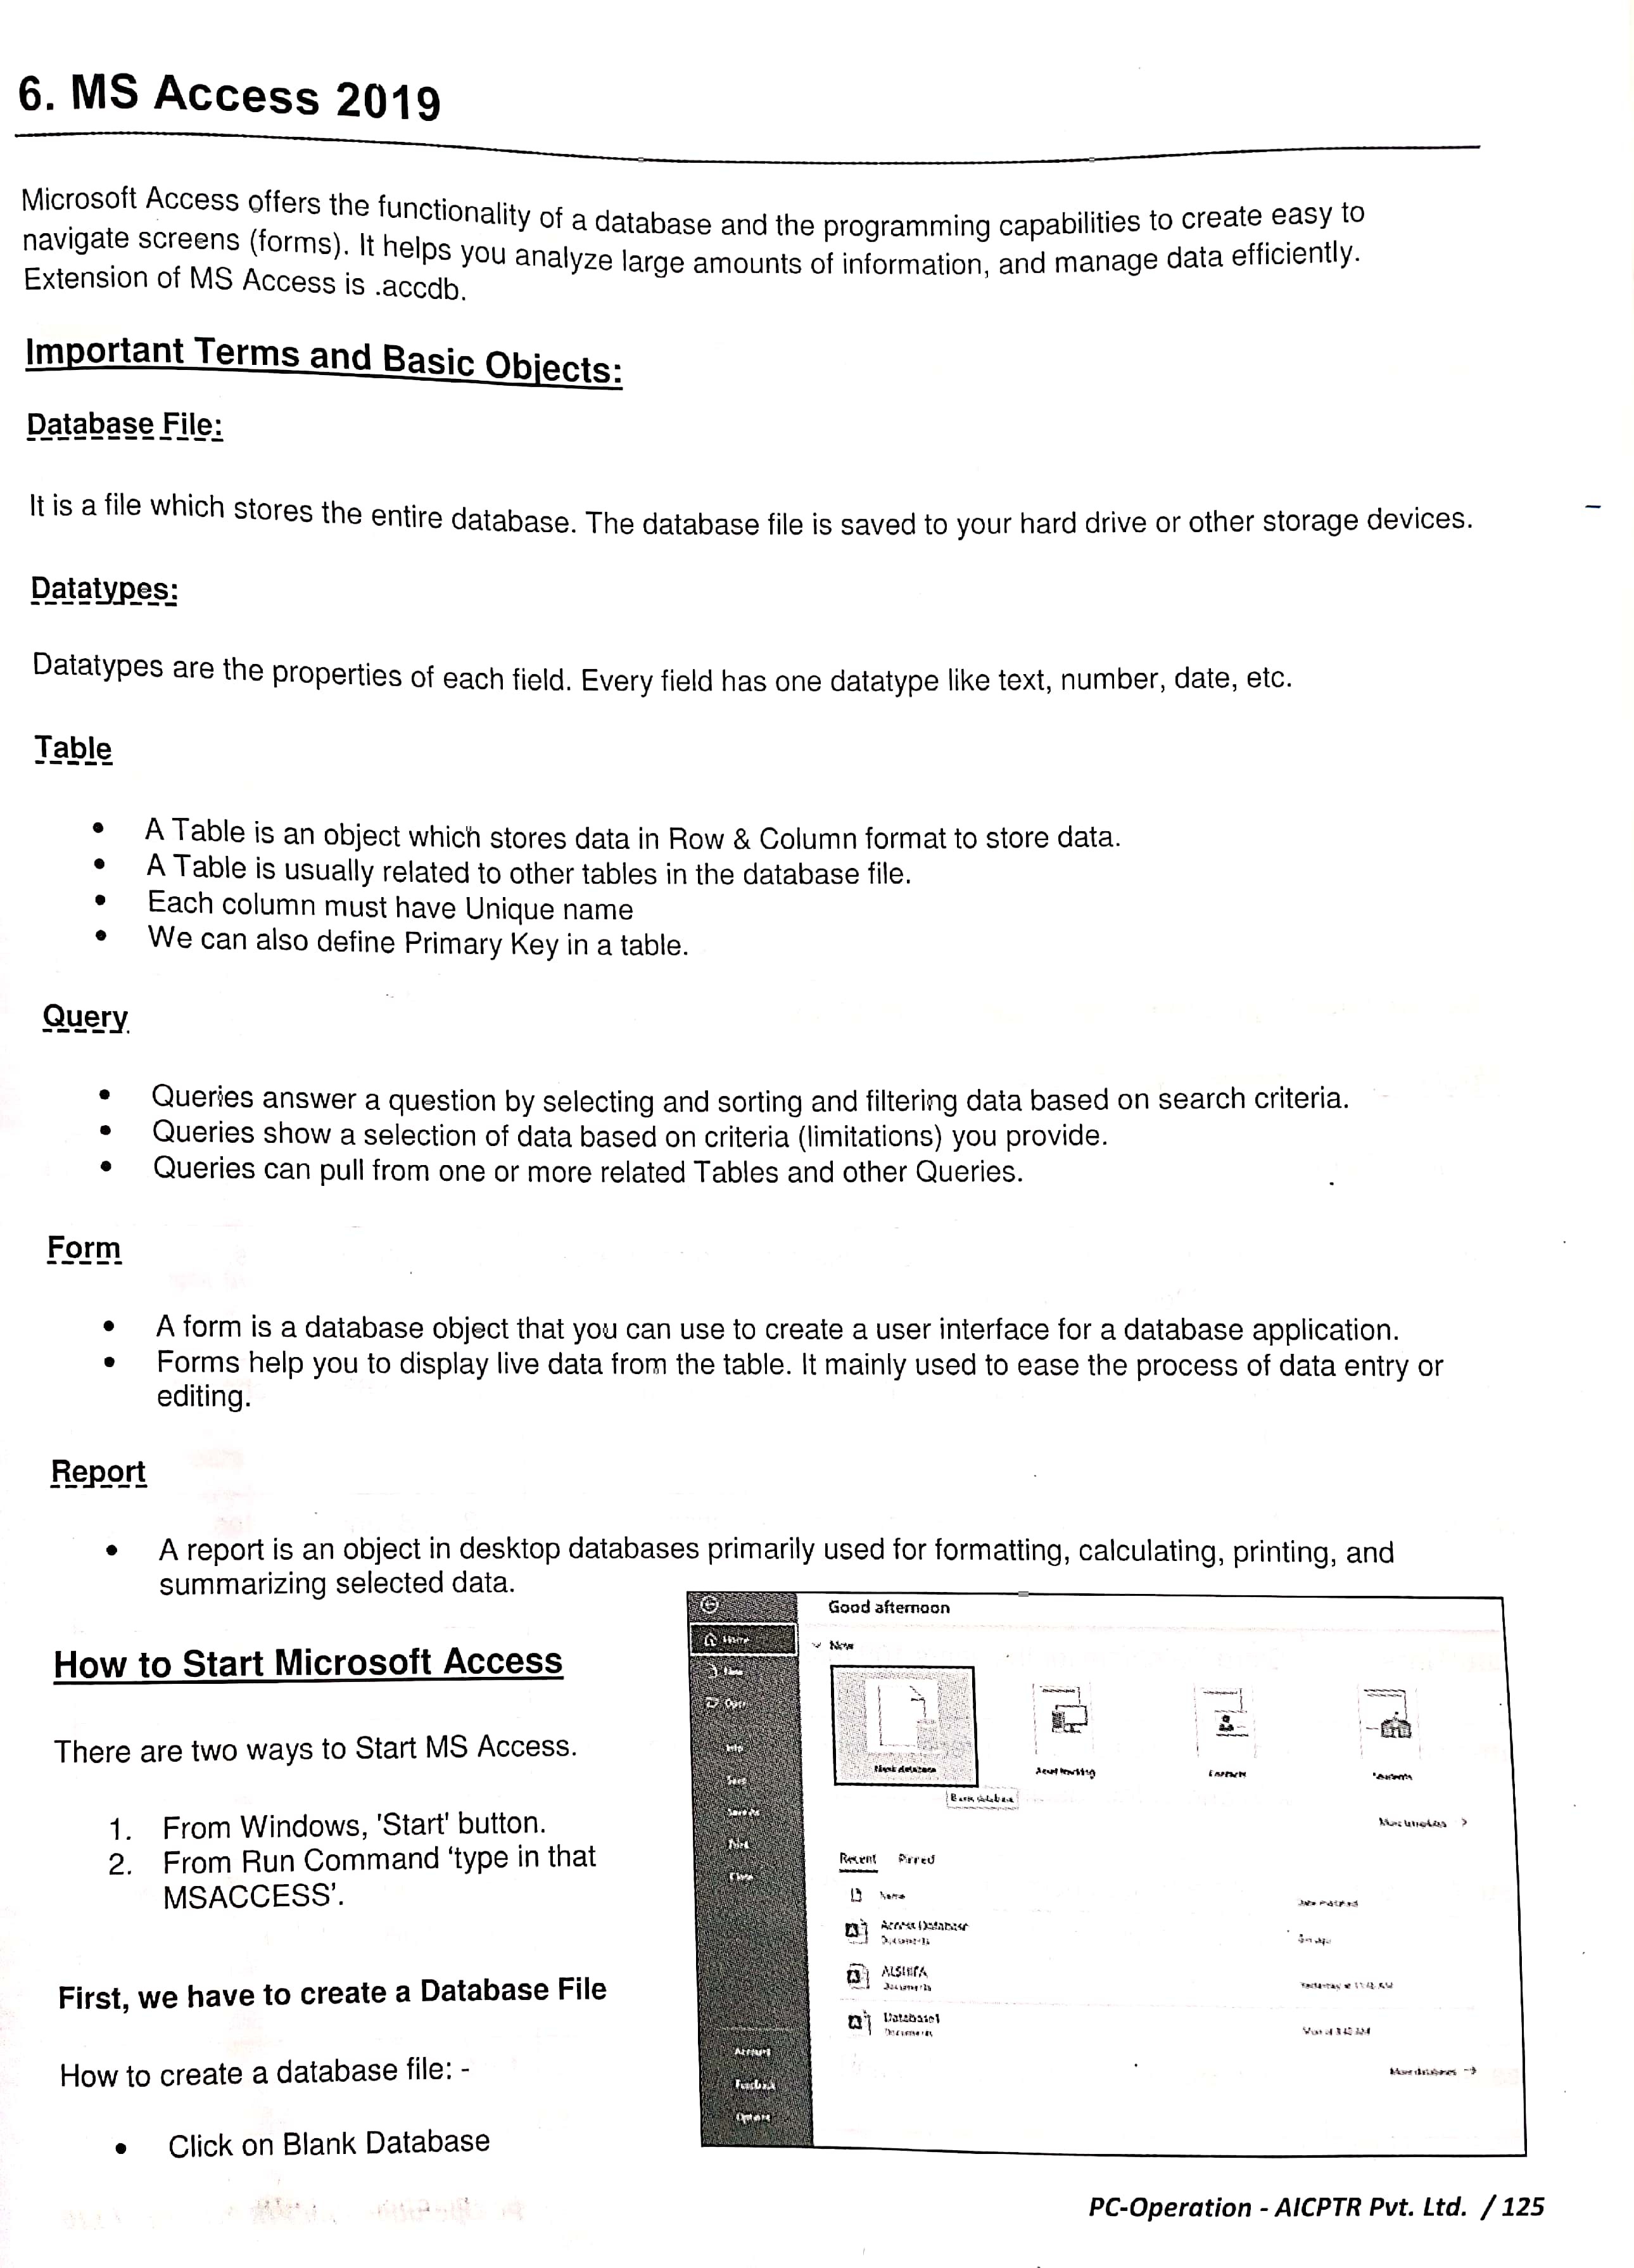 6. MS Access 2019
Microsoft Access offers the functionality of a database and the programming capabilities to create easy to
navigate screens (forms). It helps you analyze large amounts of information, and manage data efficiently.
Extension of MS Access is .accdb.
Important Terms and Basic Objects:
Database File:
It is a file which stores the entire database. The database file is saved to your hard drive or other storage devices.
Datatypes:
Datatypes are the properties of each field. Every field has one datatype like text, number, date, etc.
Table
• A Table is an object which stores data in Row & Column format to store data.
• A Table is usually related to other tables in the database file.
• Each column must have Unique name
• We can also define Primary Key in a table.
Query
• Queries answer a question by selecting and sorting and filtering data based on search criteria.
• Queries show a selection of data based on criteria (limitations) you provide.
• Queries can pull from one or more related Tables and other Queries.
Form
• A form is a database object that you can use to create a user interface for a database application.
• Forms help you to display live data from the table. It mainly used to ease the process of data entry or
editing.
Report
• A report is an object in desktop databases primarily used for formatting, calculating, printing, and
summarizing selected data.
How to Start Microsoft Access
There are two ways to Start MS Access.
1. From Windows, 'Start' button.
2. From Run Command ‘type in that
MSACCESS’.
First, we have to create a Database File
How to create a database file: -
• Click on Blank Database
Good afternoon
Home
New
New
Open
Info
Save
Save As
Print
Close
Blank database
Asset tracking
Contacts
Students
Blank database
More templates
Recent Pinned
Name
Date modified
Access Database
Documents
ALSHIFA
Documents
Database1
Documents
More databases
Account
Feedback
Options
PC-Operation - AICPTR Pvt. Ltd. / 125